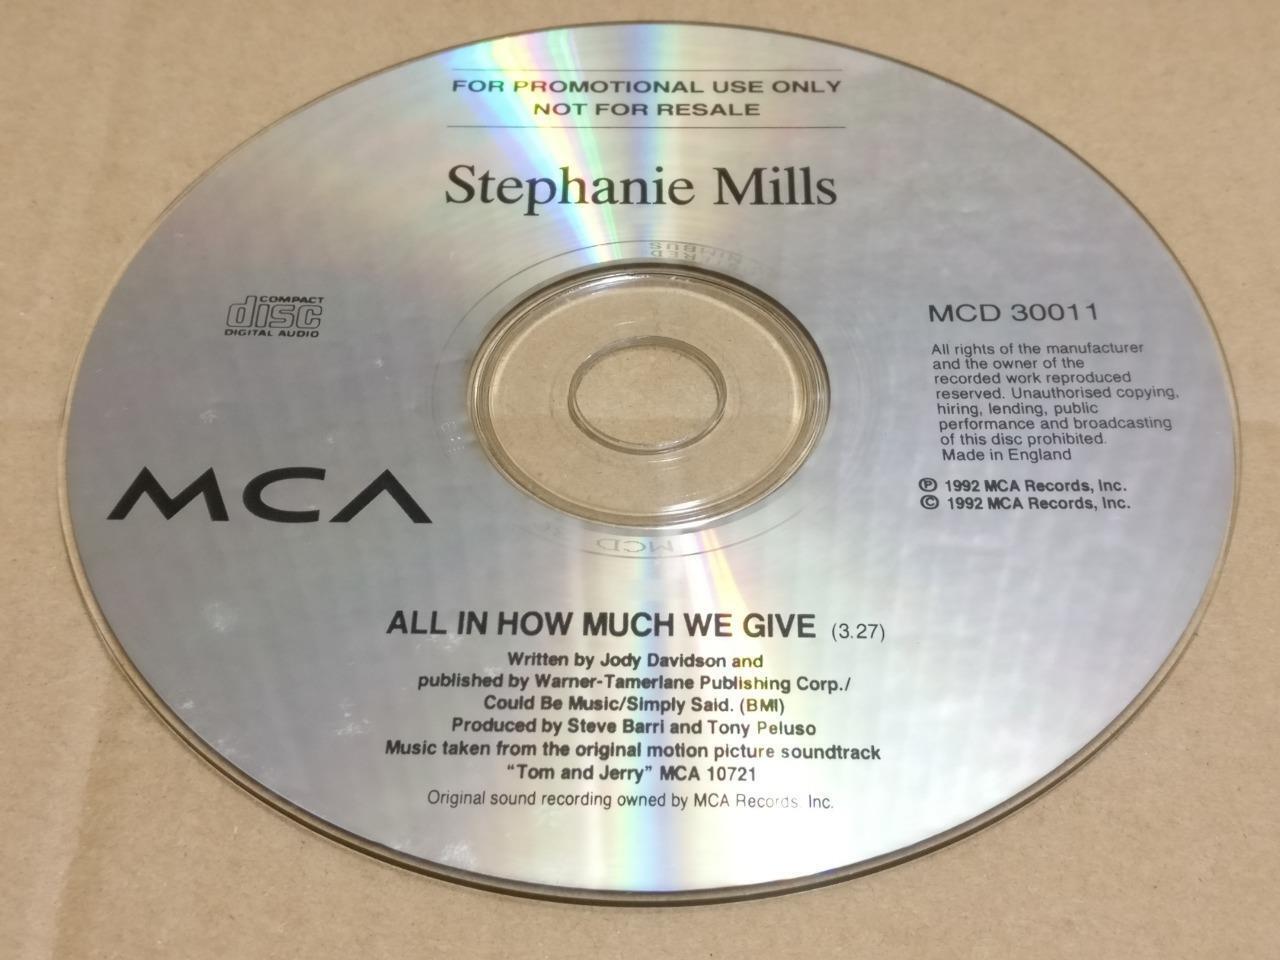 FOR PROMOTIONAL USE ONLY
NOT FOR RESALE
Stephanie Mills
COMPACT
disc
DIGITAL AUDIO
MCD 30011
All rights of the manufacturer
and the owner of the
recorded work reproduced
reserved. Unauthorised copying,
hiring, lending, public
performance and broadcasting
of this disc prohibited.
Made in England
℗ 1992 MCA Records, Inc.
© 1992 MCA Records, Inc.
MCA
MCD
ALL IN HOW MUCH WE GIVE (3.27)
Written by Jody Davidson and
published by Warner-Tamerlane Publishing Corp./
Could Be Music/Simply Said. (BMI)
Produced by Steve Barri and Tony Peluso
Music taken from the original motion picture soundtrack
"Tom and Jerry" MCA 10721
Original sound recording owned by MCA Records, Inc.